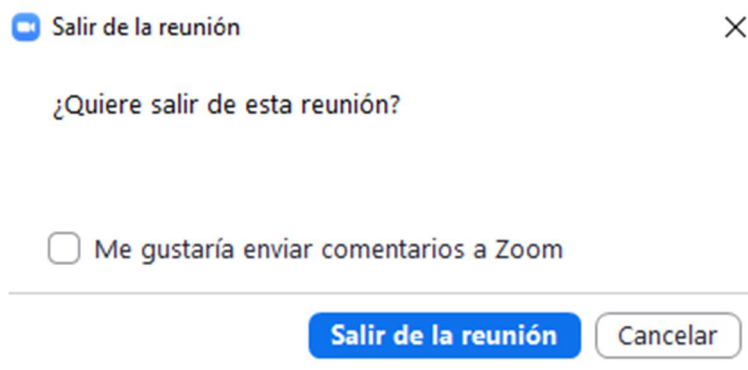 Salir de la reunión
¿Quiere salir de esta reunión?
Me gustaría enviar comentarios a Zoom
Salir de la reunión
Cancelar